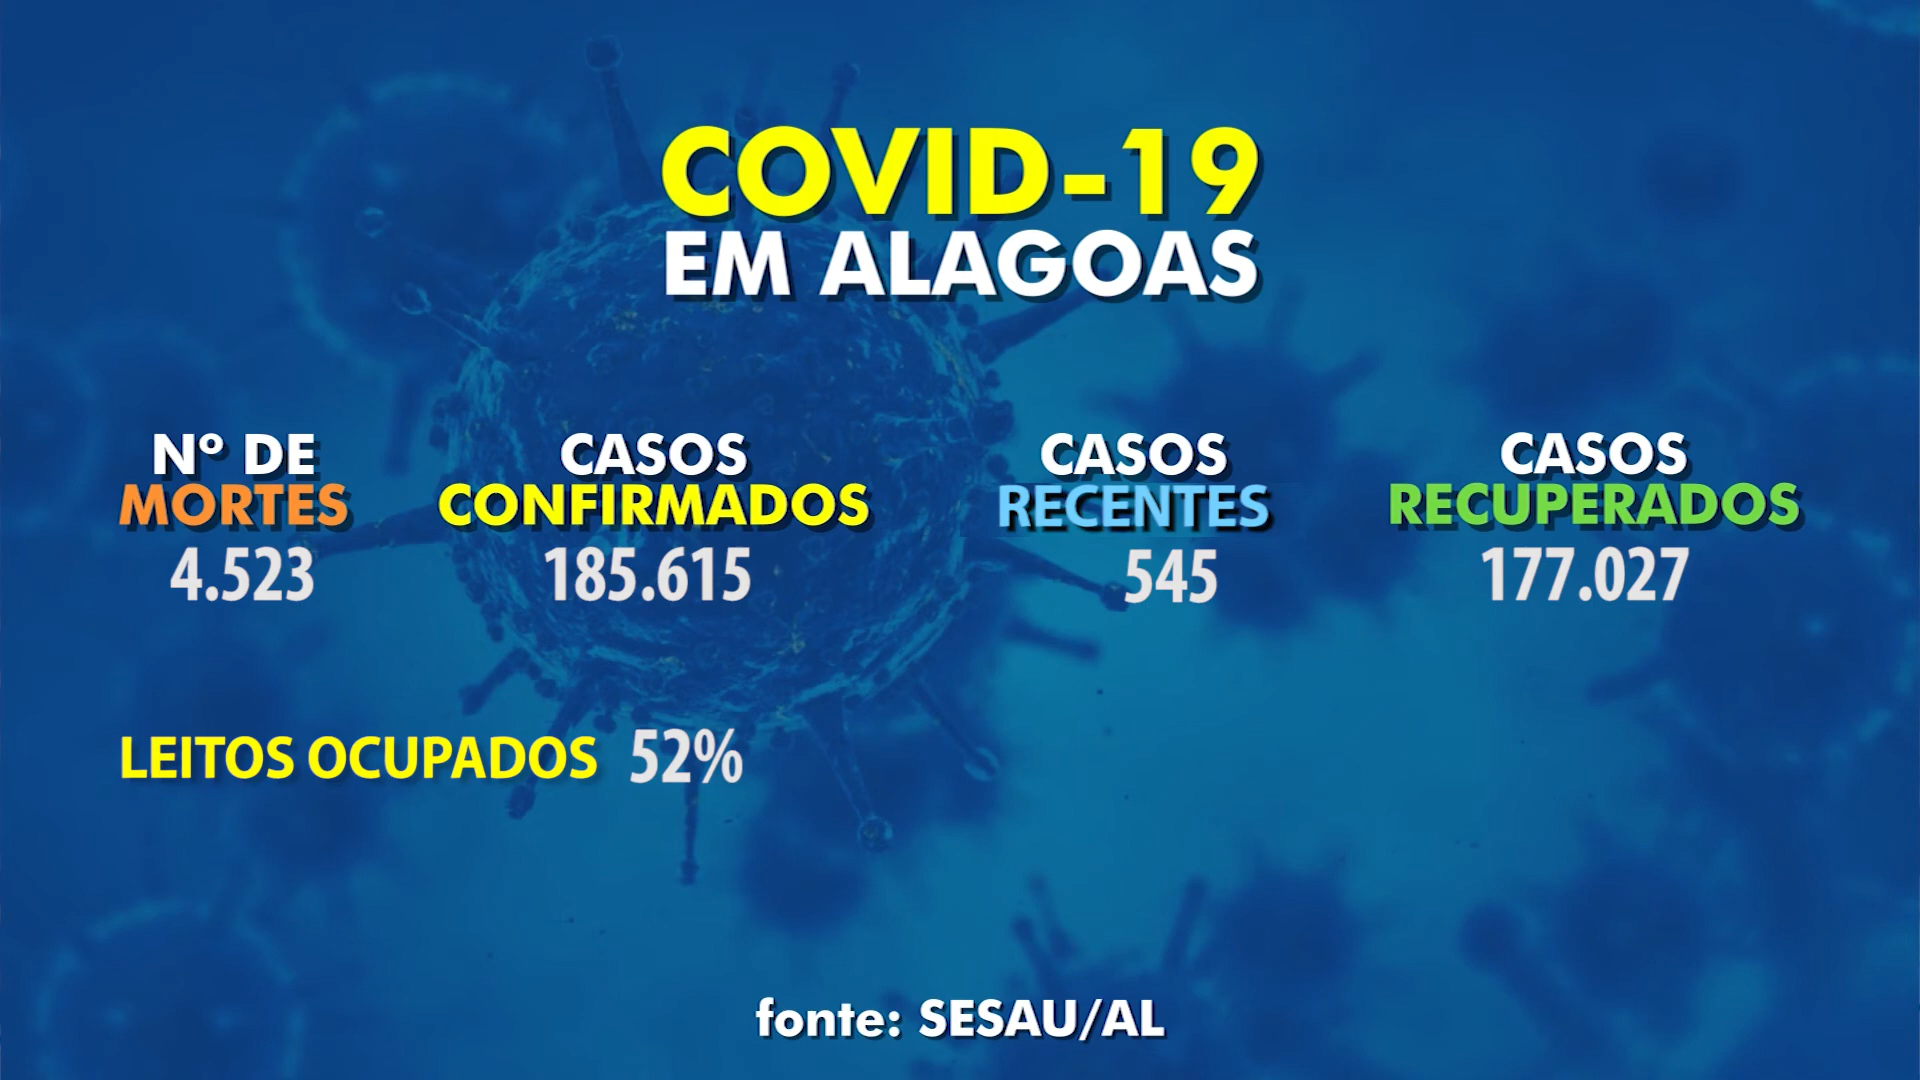 COVID-19
EM ALAGOAS
Nº DE
MORTES
4.523
CASOS
CONFIRMADOS
185.615
CASOS
RECENTES
545
CASOS
RECUPERADOS
177.027
LEITOS OCUPADOS 52%
fonte: SESAU/AL